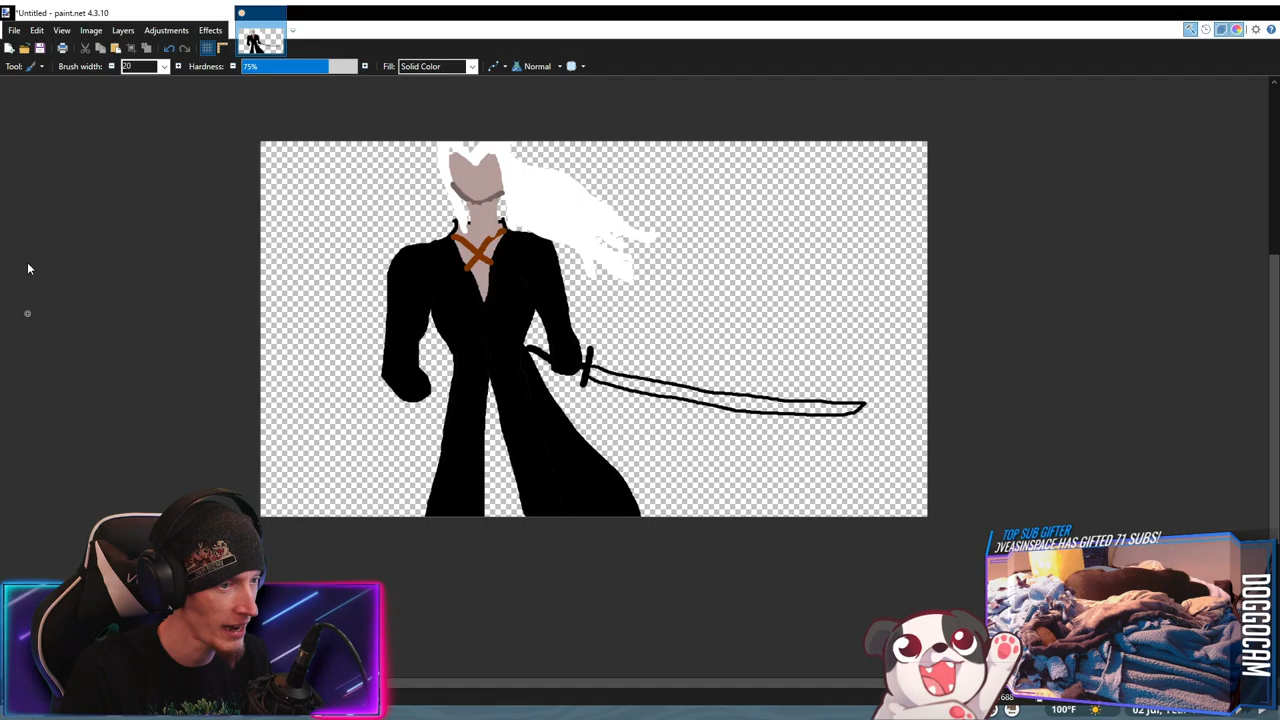 *Untitled - paint.net 4.3.10
File Edit View Image Layers Adjustments Effects
Tool: Brush width: 20 Hardness: 75% Fill: Solid Color Normal
TOP SUB GIFTER
JVEASINSPACE HAS GIFTED 71 SUBS!
DOGGOCAM
100°F